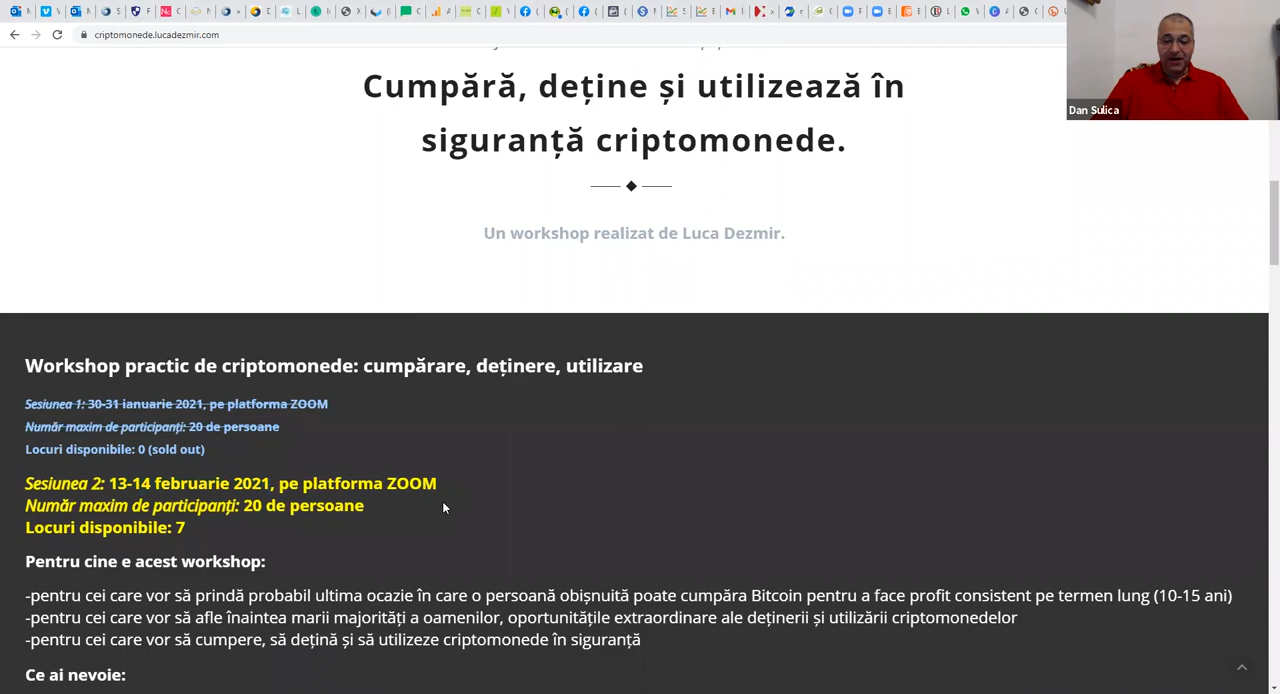 criptomonede.lucadezmir.com
Dan Sulica
Cumpără, deține și utilizează în
siguranță criptomonede.
Un workshop realizat de Luca Dezmir.
Workshop practic de criptomonede: cumpărare, deținere, utilizare
Sesiunea 1: 30-31 ianuarie 2021, pe platforma ZOOM
Număr maxim de participanți: 20 de persoane
Locuri disponibile: 0 (sold out)
Sesiunea 2: 13-14 februarie 2021, pe platforma ZOOM
Număr maxim de participanți: 20 de persoane
Locuri disponibile: 7
Pentru cine e acest workshop:
-pentru cei care vor să prindă probabil ultima ocazie în care o persoană obișnuită poate cumpăra Bitcoin pentru a face profit consistent pe termen lung (10-15 ani)
-pentru cei care vor să afle înaintea marii majorități a oamenilor, oportunitățile extraordinare ale deținerii și utilizării criptomonedelor
-pentru cei care vor să cumpere, să dețină și să utilizeze criptomonede în siguranță
Ce ai nevoie: